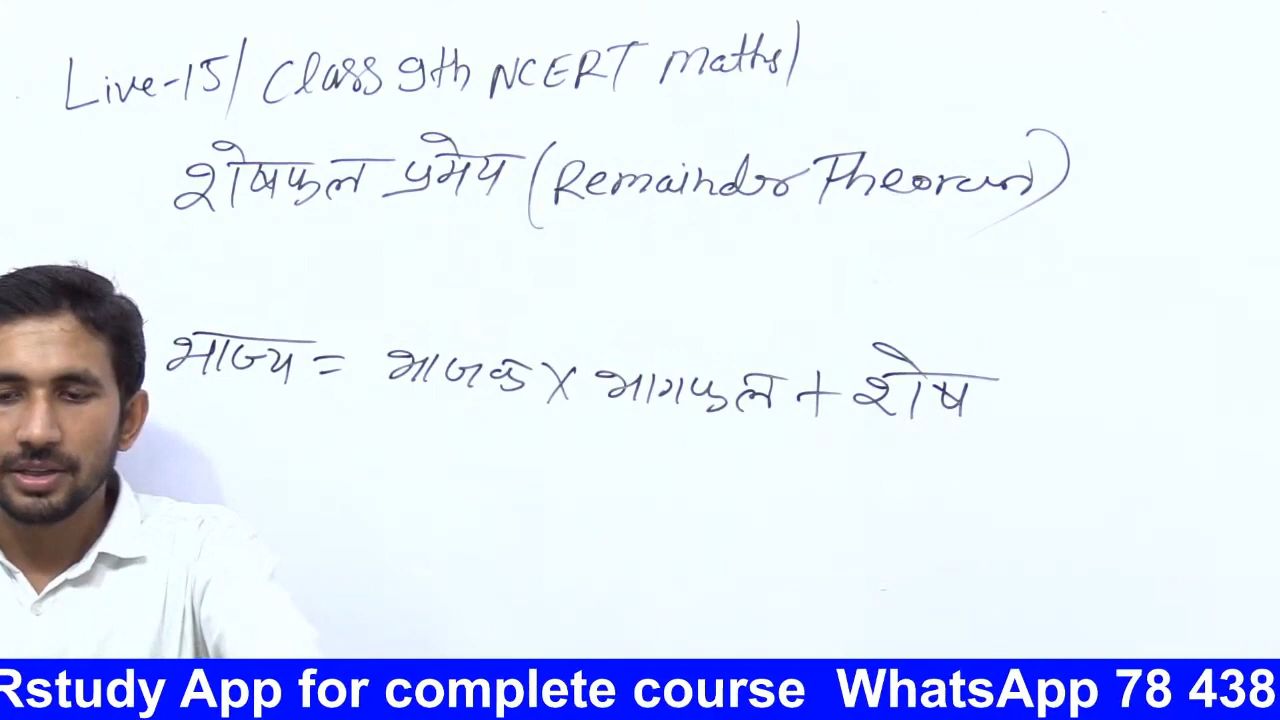 Live-15/ Class 9th NCERT Maths/
शेषफल प्रमेय (Remainder Theorem)
भाज्य = भाजक X भागफल + शेष
Rstudy App for complete course WhatsApp 78 438